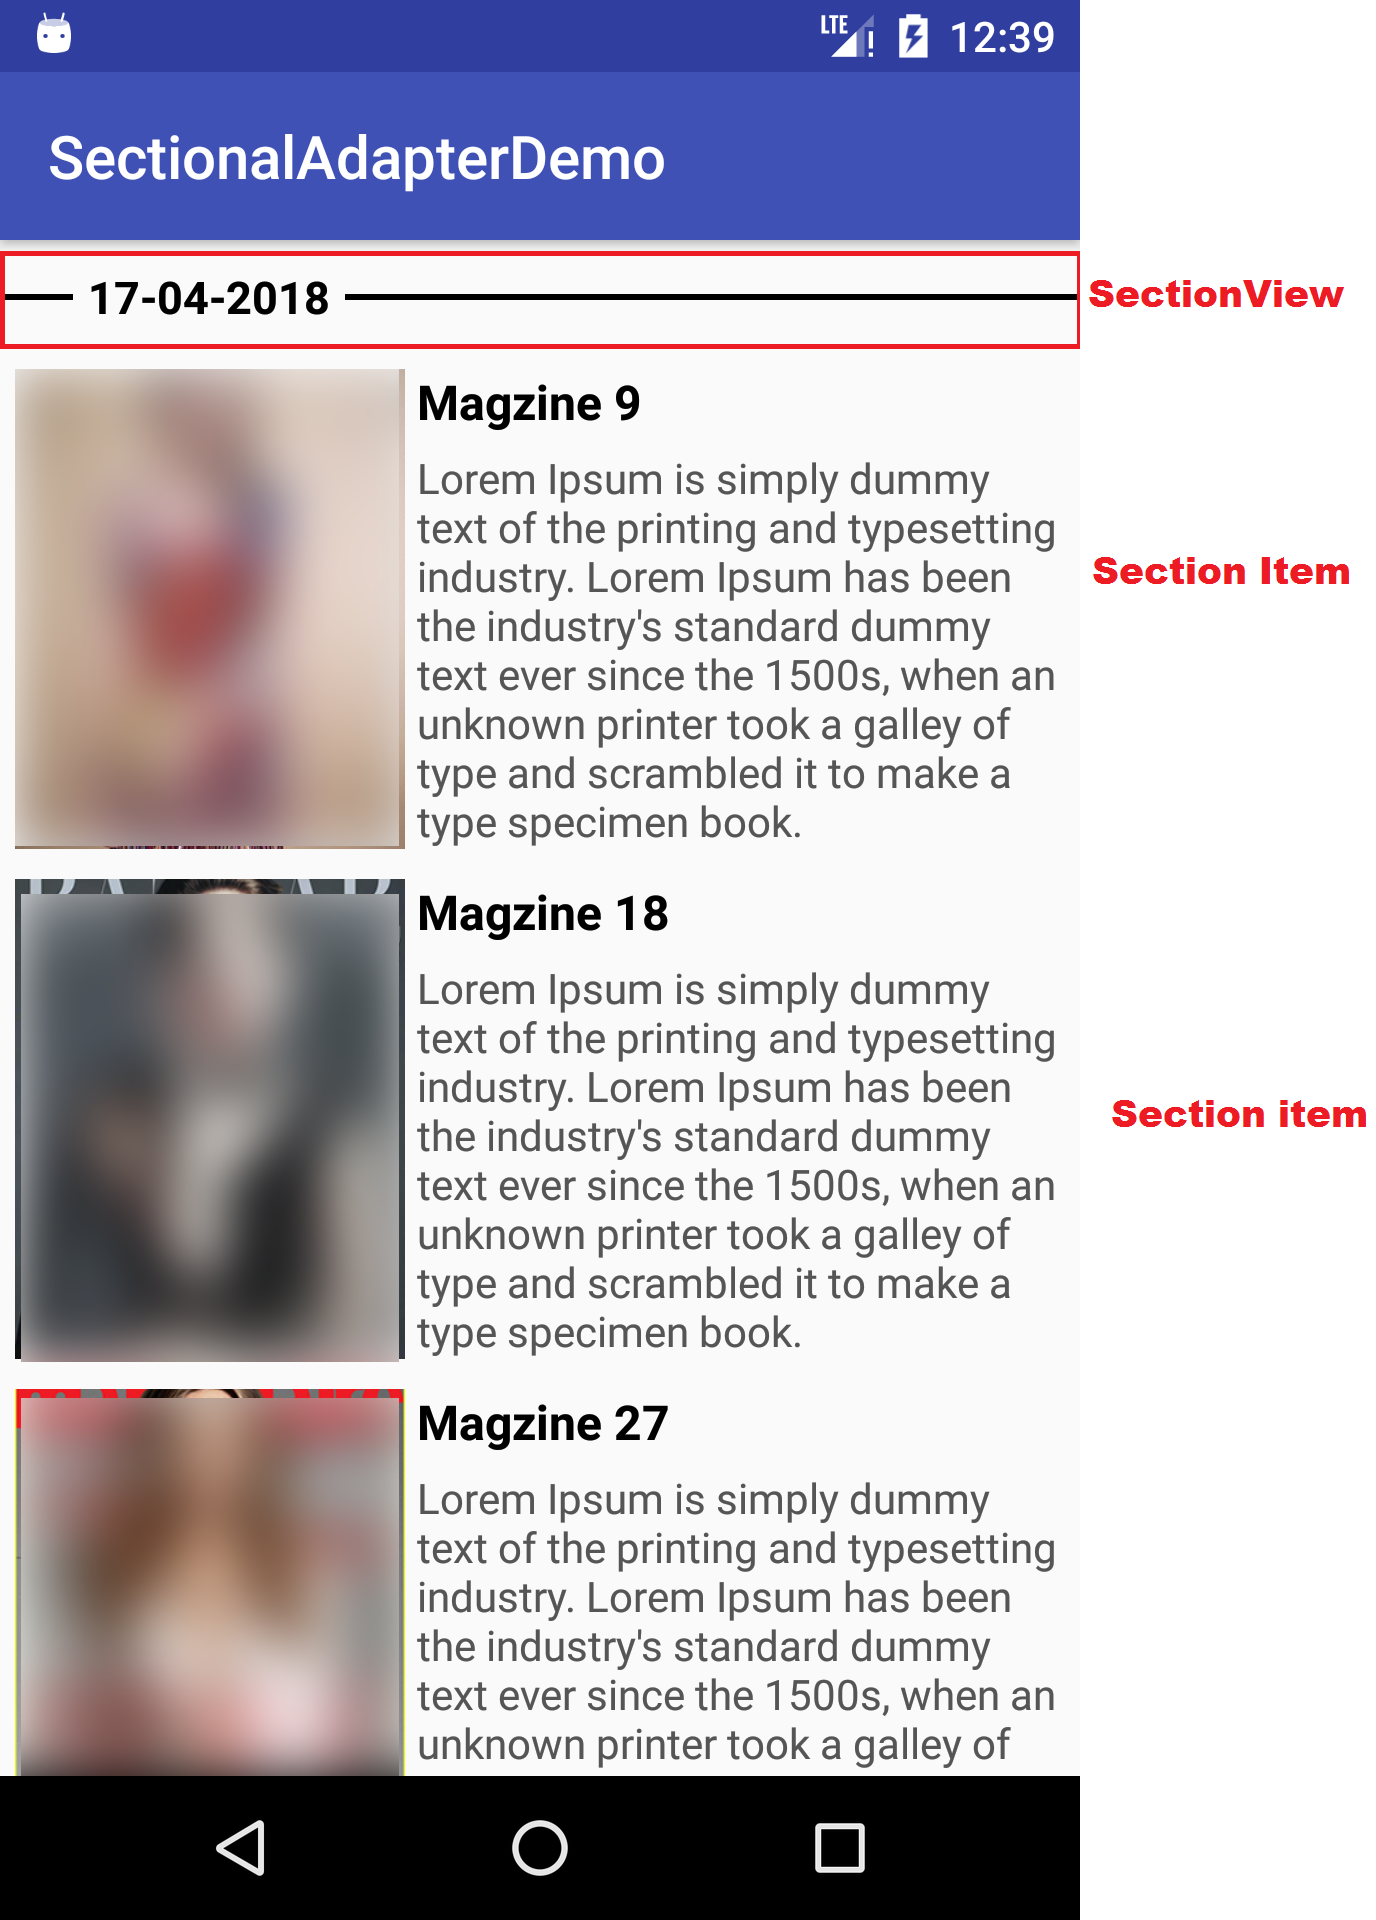 LTE 12:39
SectionalAdapterDemo
17-04-2018
SectionView
Magzine 9
Lorem Ipsum is simply dummy
text of the printing and typesetting
industry. Lorem Ipsum has been
the industry's standard dummy
text ever since the 1500s, when an
unknown printer took a galley of
type and scrambled it to make a
type specimen book.
Section Item
Magzine 18
Lorem Ipsum is simply dummy
text of the printing and typesetting
industry. Lorem Ipsum has been
the industry's standard dummy
text ever since the 1500s, when an
unknown printer took a galley of
type and scrambled it to make a
type specimen book.
Section item
Magzine 27
Lorem Ipsum is simply dummy
text of the printing and typesetting
industry. Lorem Ipsum has been
the industry's standard dummy
text ever since the 1500s, when an
unknown printer took a galley of